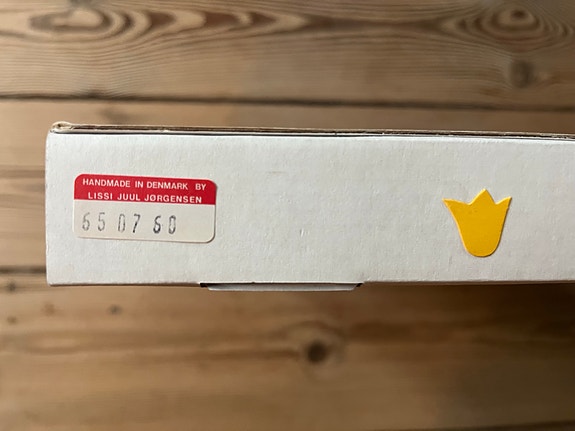 HANDMADE IN DENMARK BY
LISSI JUUL JØRGENSEN
65 07 60